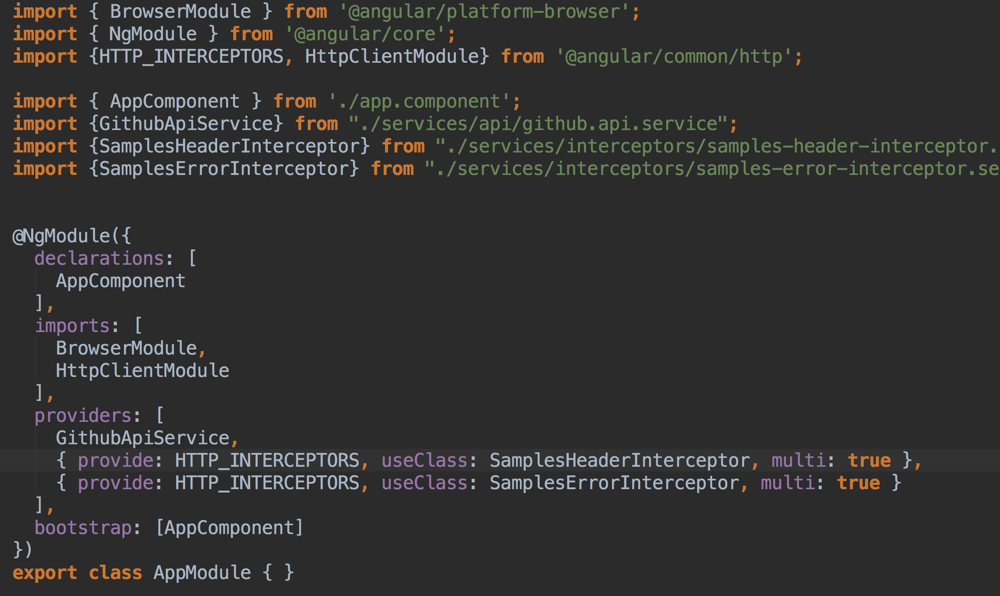 import { BrowserModule } from '@angular/platform-browser';
import { NgModule } from '@angular/core';
import {HTTP_INTERCEPTORS, HttpClientModule} from '@angular/common/http';
import { AppComponent } from './app.component';
import {GithubApiService} from "./services/api/github.api.service";
import {SamplesHeaderInterceptor} from "./services/interceptors/samples-header-interceptor.
import {SamplesErrorInterceptor} from "./services/interceptors/samples-error-interceptor.se
@NgModule({
  declarations: [
    AppComponent
  ],
  imports: [
    BrowserModule,
    HttpClientModule
  ],
  providers: [
    GithubApiService,
    { provide: HTTP_INTERCEPTORS, useClass: SamplesHeaderInterceptor, multi: true },
    { provide: HTTP_INTERCEPTORS, useClass: SamplesErrorInterceptor, multi: true }
  ],
  bootstrap: [AppComponent]
})
export class AppModule { }